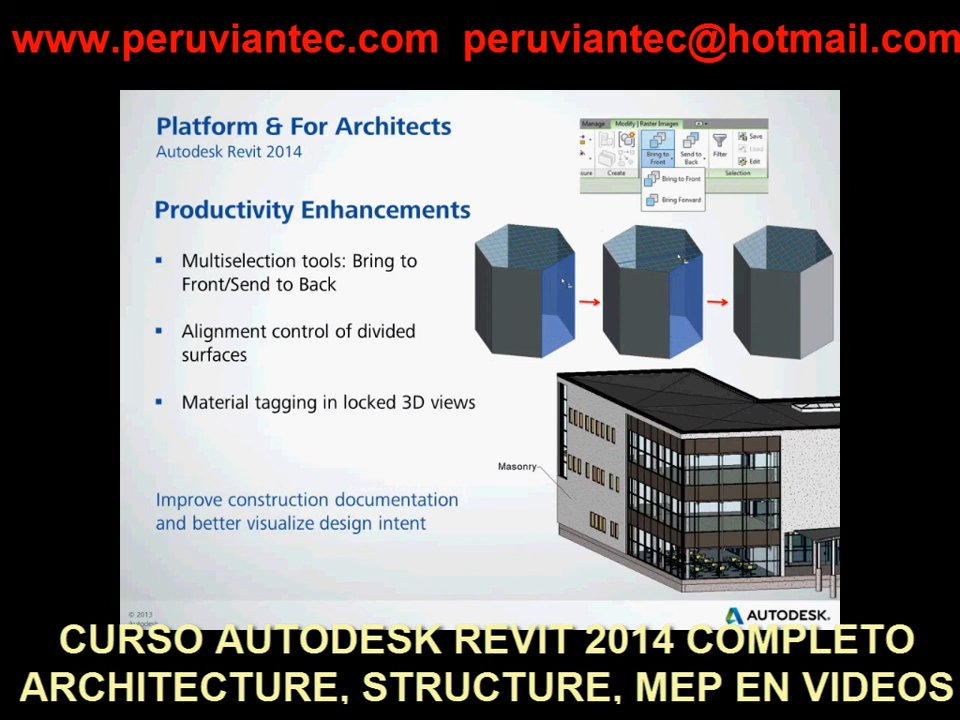 www.peruviantec.com peruviantec@hotmail.com
Platform & For Architects
Autodesk Revit 2014
Manage Modify | Raster Images
Bring to Front
Send to Back
Filter
Save
Load
Edit
Create
Selection
Bring to Front
Bring Forward
Productivity Enhancements
▪ Multiselection tools: Bring to
Front/Send to Back
▪ Alignment control of divided
surfaces
▪ Material tagging in locked 3D views
Masonry
Improve construction documentation
and better visualize design intent
© 2013
Autodesk
AUTODESK.
CURSO AUTODESK REVIT 2014 COMPLETO
ARCHITECTURE, STRUCTURE, MEP EN VIDEOS